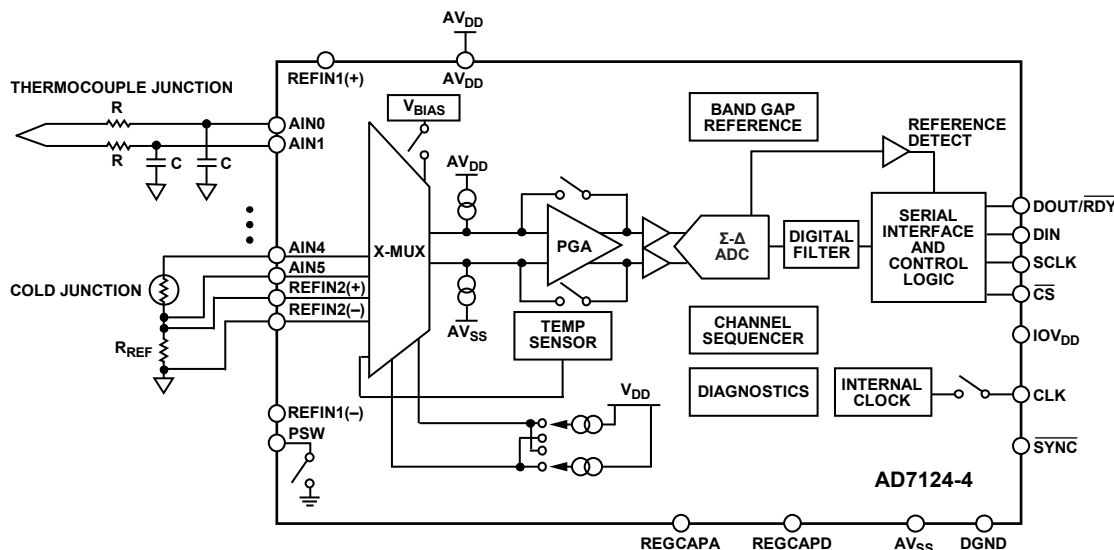 AVDD
REFIN1(+)
AVDD
THERMOCOUPLE JUNCTION
R
AIN0
AIN1
R
C
C
VBIAS
BAND GAP
REFERENCE
REFERENCE
DETECT
AVDD
X-MUX
PGA
Σ-Δ
ADC
DIGITAL
FILTER
SERIAL
INTERFACE
AND
CONTROL
LOGIC
DOUT/RDY
DIN
SCLK
CS
AIN4
AIN5
REFIN2(+)
REFIN2(–)
COLD JUNCTION
RREF
AVSS
TEMP
SENSOR
CHANNEL
SEQUENCER
IOVDD
DIAGNOSTICS
INTERNAL
CLOCK
CLK
VDD
REFIN1(–)
PSW
SYNC
AD7124-4
REGCAPA
REGCAPD
AVSS
DGND